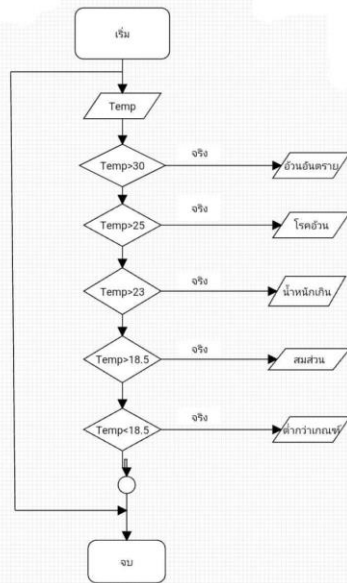 เริ่ม
Temp
Temp>30
จริง
อ้วนอันตราย
Temp>25
จริง
โรคอ้วน
Temp>23
จริง
น้ำหนักเกิน
Temp>18.5
จริง
สมส่วน
Temp<18.5
จริง
ต่ำกว่าเกณฑ์
จบ